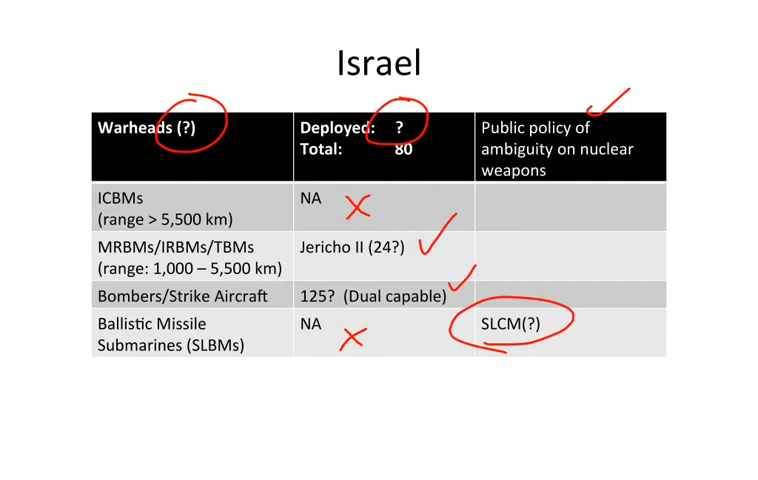 Israel
Warheads (?)
Deployed: ?
Total: 80
Public policy of
ambiguity on nuclear
weapons
ICBMs
(range > 5,500 km)
NA
MRBMs/IRBMs/TBMs
(range: 1,000 – 5,500 km)
Jericho II (24?)
Bombers/Strike Aircraft
125? (Dual capable)
Ballistic Missile
Submarines (SLBMs)
NA
SLCM(?)